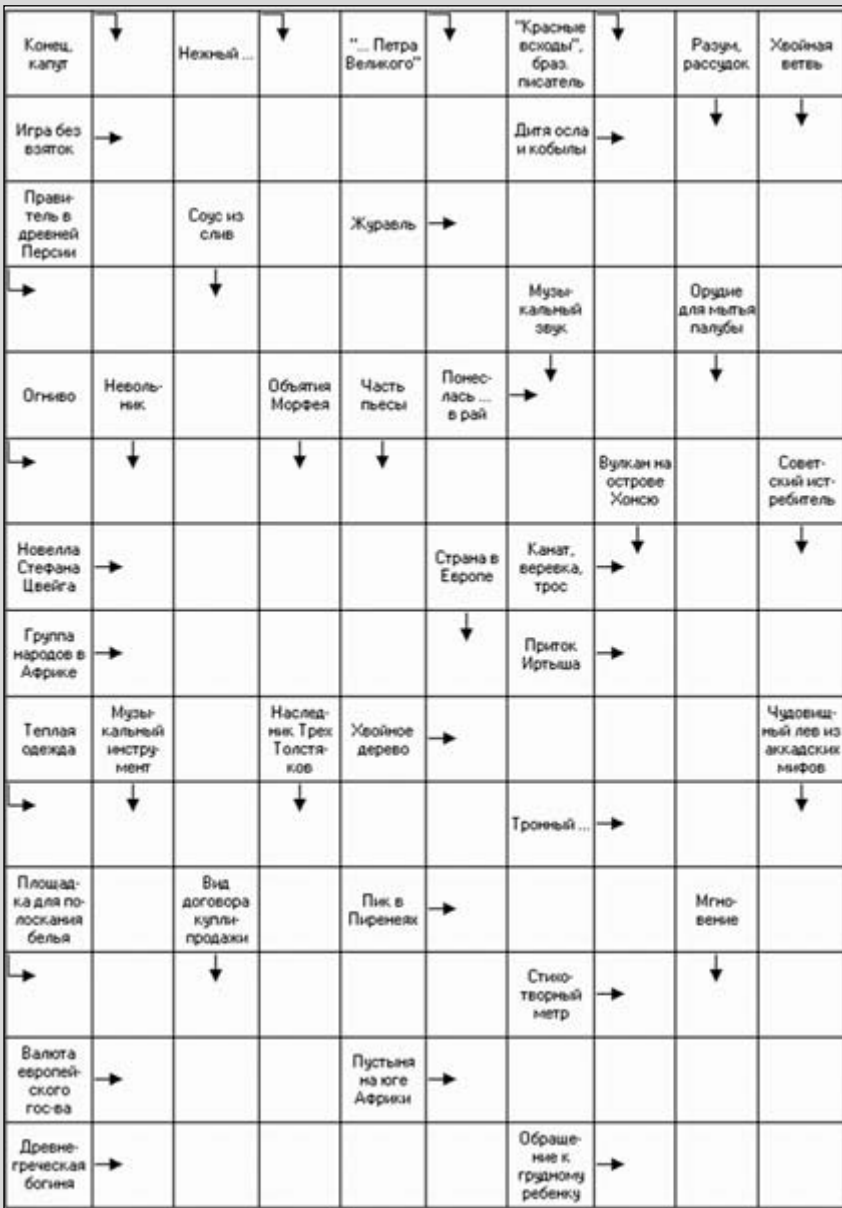 Конец,
капут
Нежный ...
"... Петра
Великого"
"Красные
всходы",
браз.
писатель
Разум,
рассудок
Хвойная
ветвь
Игра без
взяток
Дитя осла
и кобылы
Прави-
тель в
древней
Персии
Соус из
слив
Журавль
Музы-
кальный
звук
Орудие
для мытья
палубы
Огниво
Неволь-
ник
Объятия
Морфея
Часть
пьесы
Понес-
лась ...
в рай
Вулкан на
острове
Хонсю
Совет-
ский ист-
ребитель
Новелла
Стефана
Цвейга
Страна в
Европе
Канат,
веревка,
трос
Группа
народов в
Африке
Приток
Иртыша
Теплая
одежда
Музы-
кальный
инстру-
мент
Наслед-
ник Трех
Толстя-
ков
Хвойное
дерево
Чудовищ-
ный лев из
аккадских
мифов
Тронный ...
Площад-
ка для по-
лоскания
белья
Вид
договора
купли-
продажи
Пик в
Пиренеях
Мгно-
вение
Стихо-
творный
метр
Валюта
европей-
ского
гос-ва
Пустыня
на юге
Африки
Древне-
греческая
богиня
Обраще-
ние к
грудному
ребенку